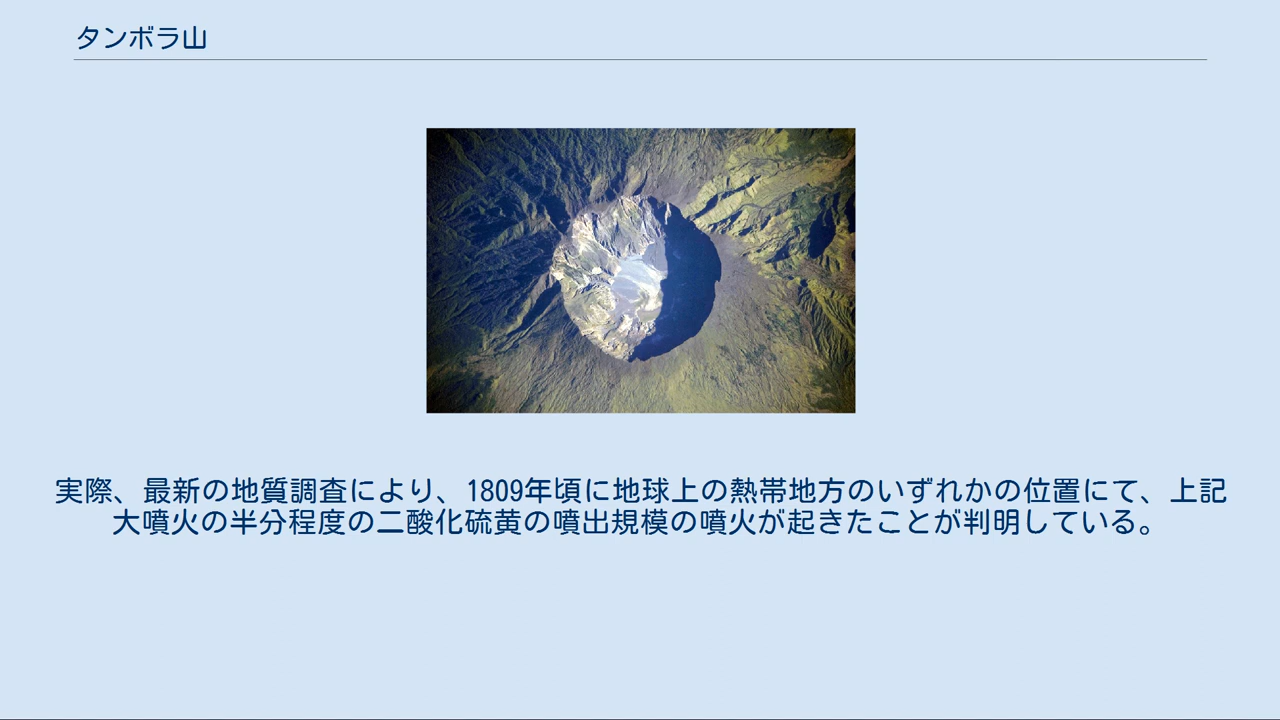 タンボラ山
実際、最新の地質調査により、1809年頃に地球上の熱帯地方のいずれかの位置にて、上記
大噴火の半分程度の二酸化硫黄の噴出規模の噴火が起きたことが判明している。